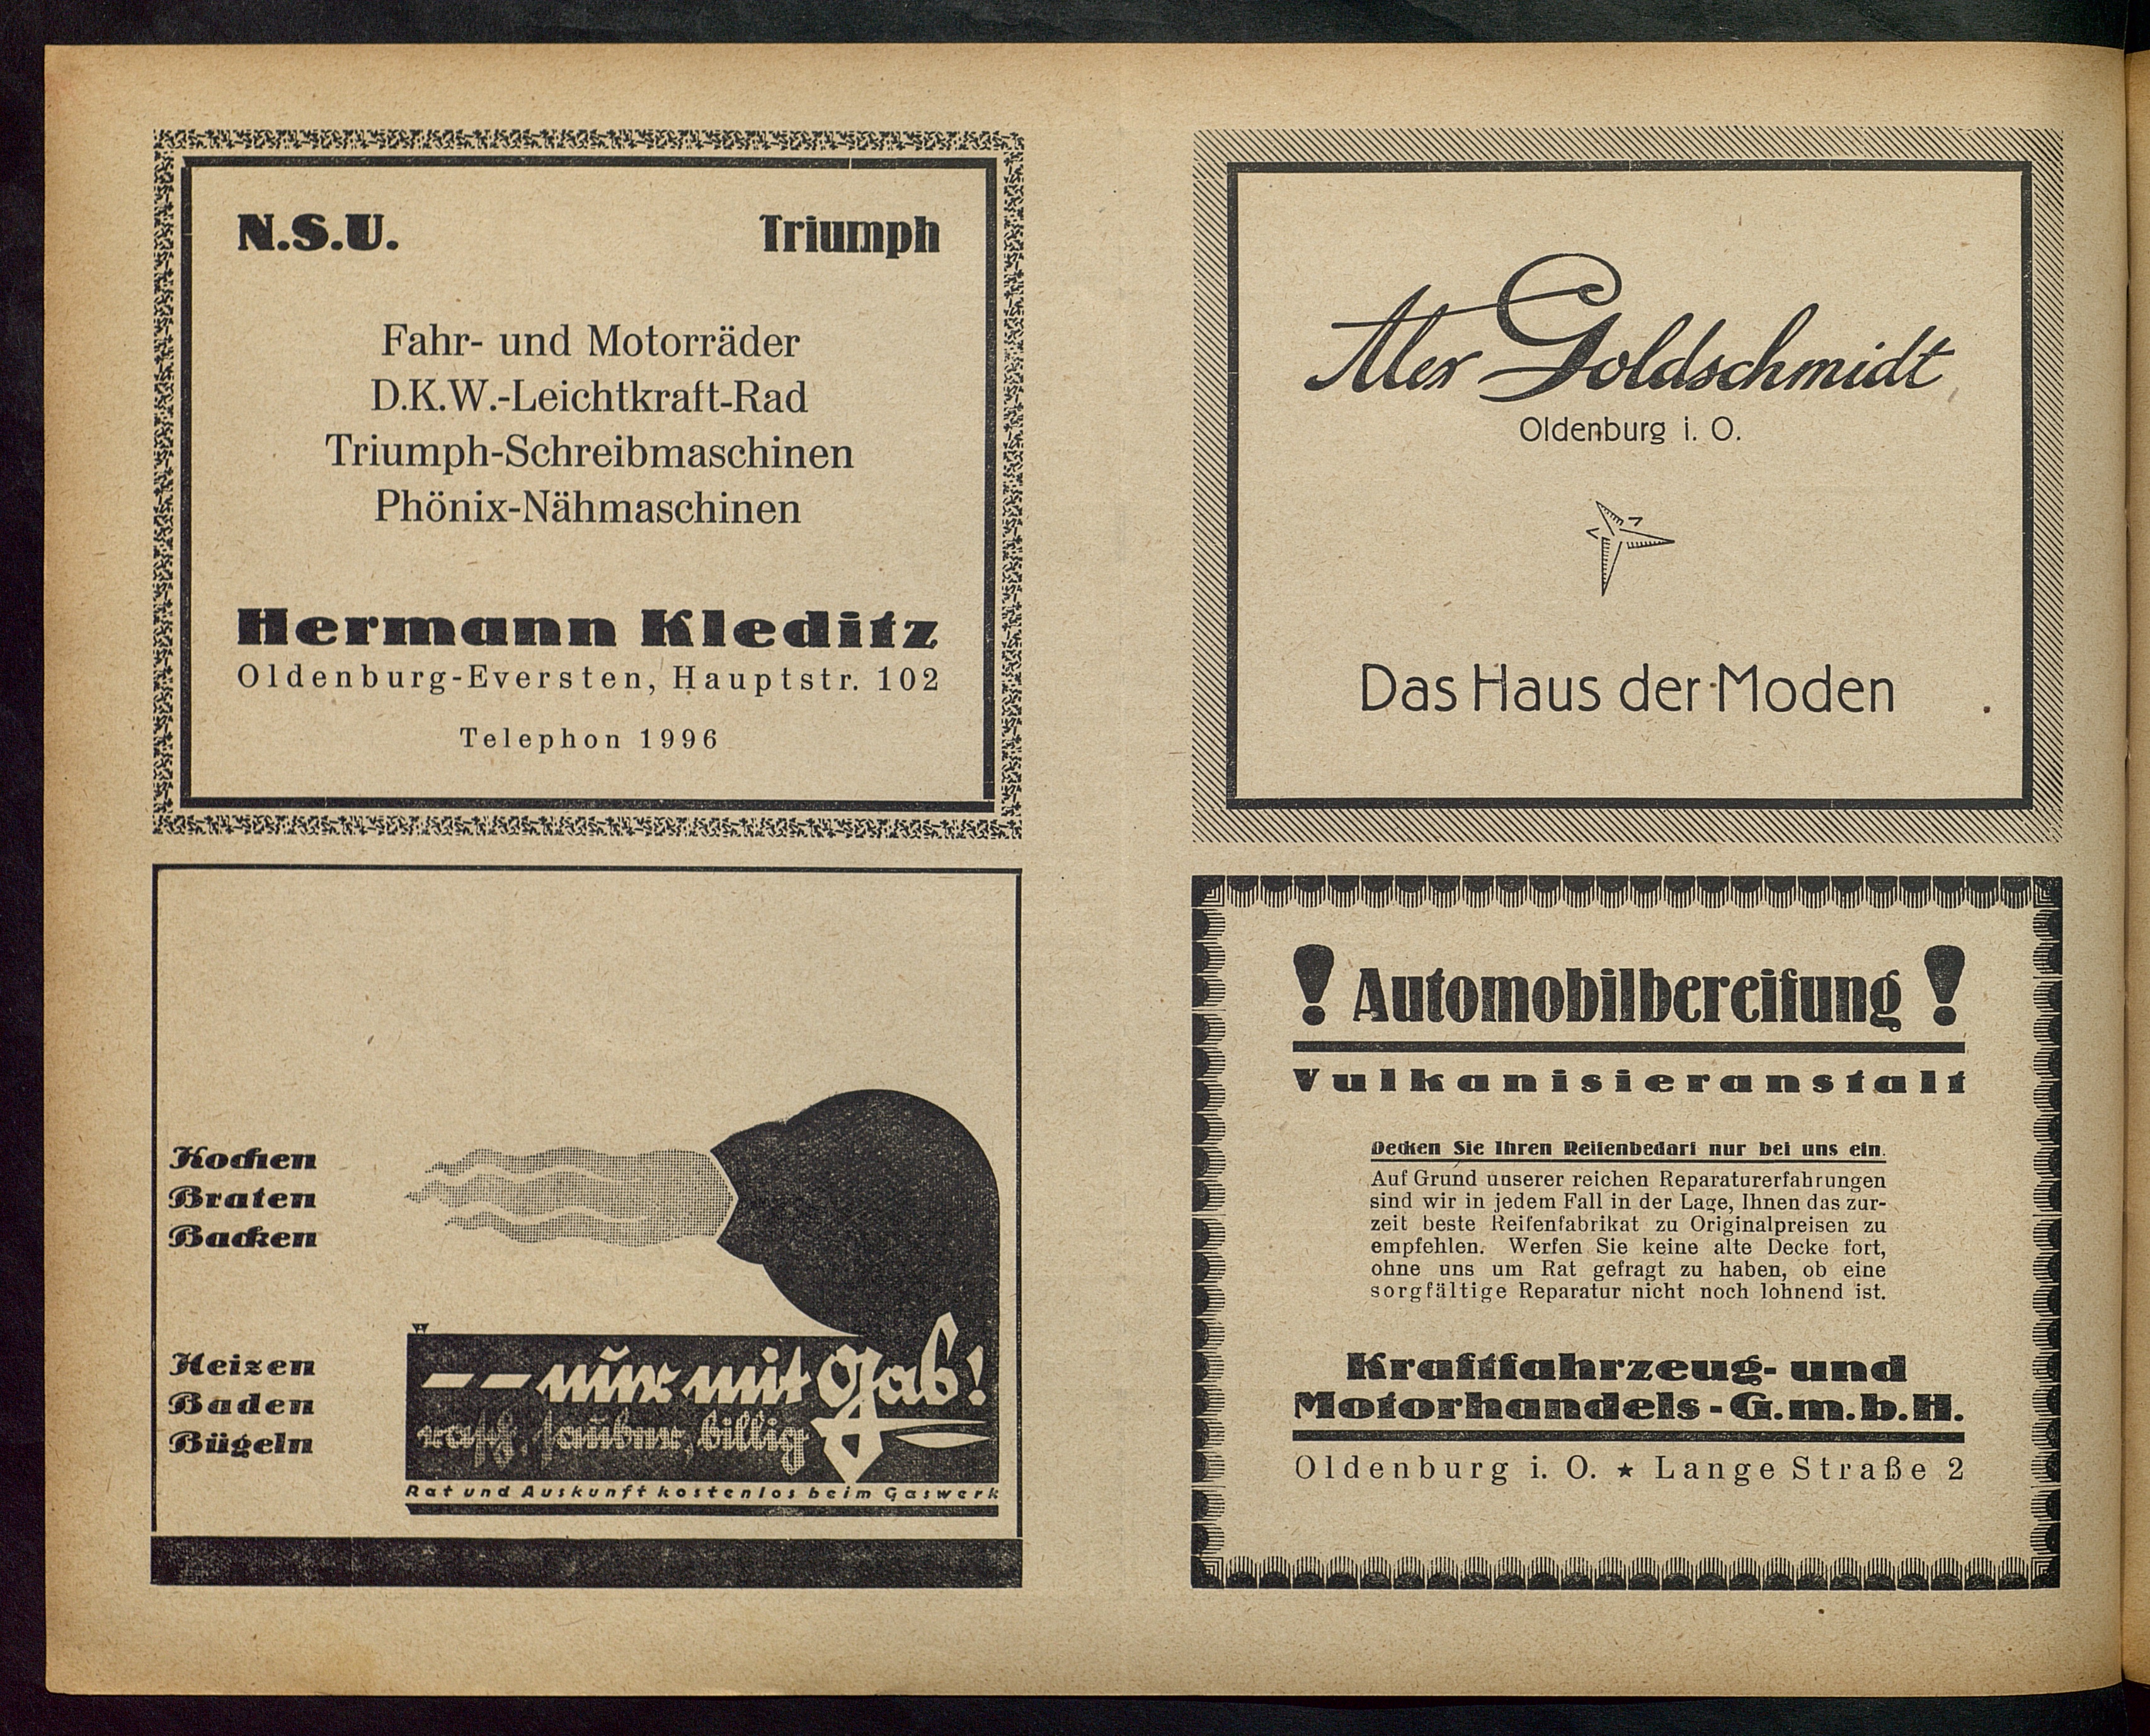 N.S.U. Triumph
Fahr- und Motorräder
D.K.W.-Leichtkraft-Rad
Triumph-Schreibmaschinen
Phönix-Nähmaschinen
Hermann Kleditz
Oldenburg-Eversten, Hauptstr. 102
Telephon 1996
Kochen
Braten
Backen
Heizen
Baden
Bügeln
— — nur mit Gas!
rasch, sauber, billig
Rat und Auskunft kostenlos beim Gaswerk
Alex Goldschmidt
Oldenburg i. O.
Das Haus der Moden
! Automobilbereifung !
Vulkanisieranstalt
Decken Sie Ihren Reifenbedarf nur bei uns ein.
Auf Grund unserer reichen Reparaturerfahrungen
sind wir in jedem Fall in der Lage, Ihnen das zur-
zeit beste Reifenfabrikat zu Originalpreisen zu
empfehlen. Werfen Sie keine alte Decke fort,
ohne uns um Rat gefragt zu haben, ob eine
sorgfältige Reparatur nicht noch lohnend ist.
Kraftfahrzeug- und
Motorhandels-G.m.b.H.
Oldenburg i. O. ★ Lange Straße 2